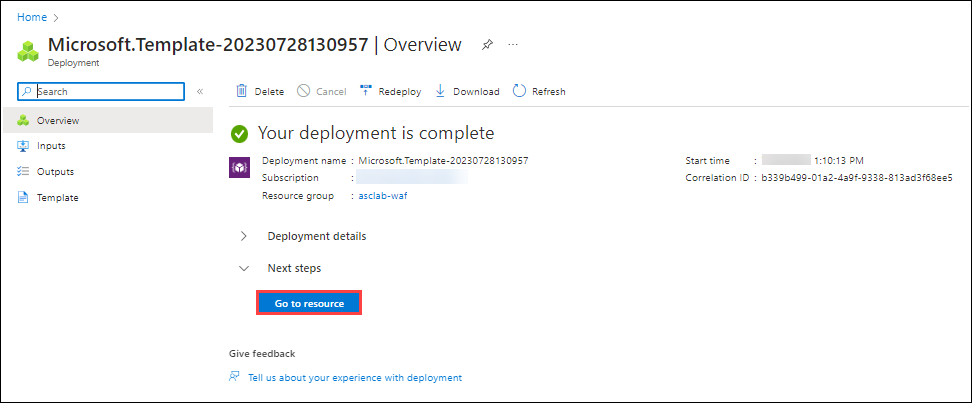 Home >
Microsoft.Template-20230728130957 | Overview ...
Deployment
Search «
Delete Cancel Redeploy Download Refresh
Overview
Inputs
Outputs
Template
Your deployment is complete
Deployment name : Microsoft.Template-20230728130957
Subscription :
Resource group : asclab-waf
Start time : 1:10:13 PM
Correlation ID : b339b499-01a2-4a9f-9338-813ad3f68ee5
Deployment details
Next steps
Go to resource
Give feedback
Tell us about your experience with deployment